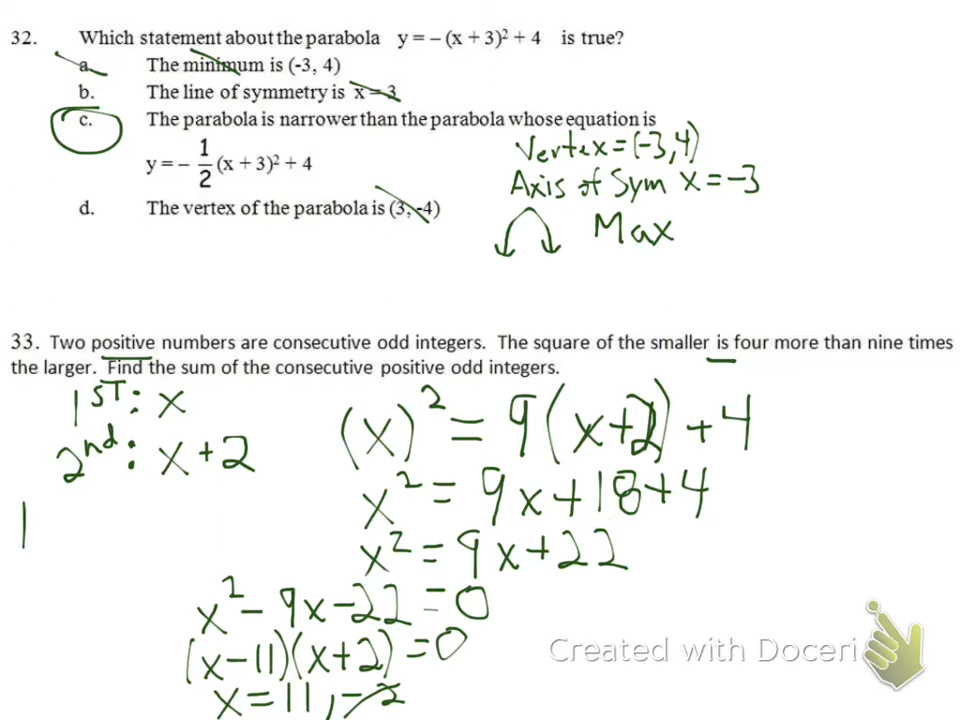 32. Which statement about the parabola y = – (x + 3)² + 4 is true?
a. The minimum is (-3, 4)
b. The line of symmetry is x = 3
c. The parabola is narrower than the parabola whose equation is
y = – 1/2 (x + 3)² + 4
d. The vertex of the parabola is (3, -4)
Vertex = (-3, 4)
Axis of Sym x = -3
Max
33. Two positive numbers are consecutive odd integers. The square of the smaller is four more than nine times
the larger. Find the sum of the consecutive positive odd integers.
1ST: x
2nd: x + 2
1
(x)² = 9(x+2) + 4
x² = 9x + 18 + 4
x² = 9x + 22
x² - 9x - 22 = 0
(x-11)(x+2) = 0
x = 11, -2
Created with Doceri